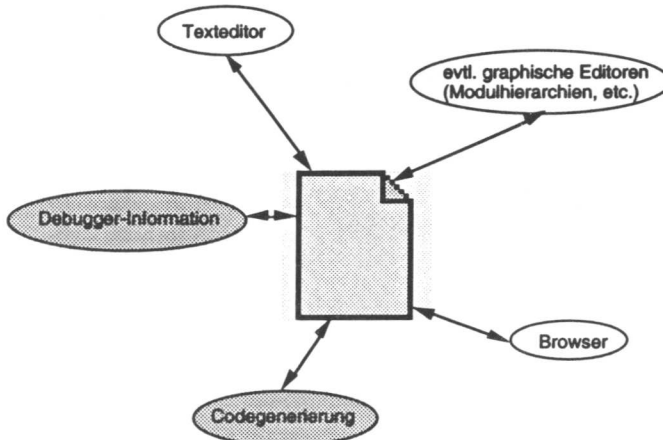 Texteditor
evtl. graphische Editoren
(Modulhierarchien, etc.)
Debugger-Information
Browser
Codegenerierung